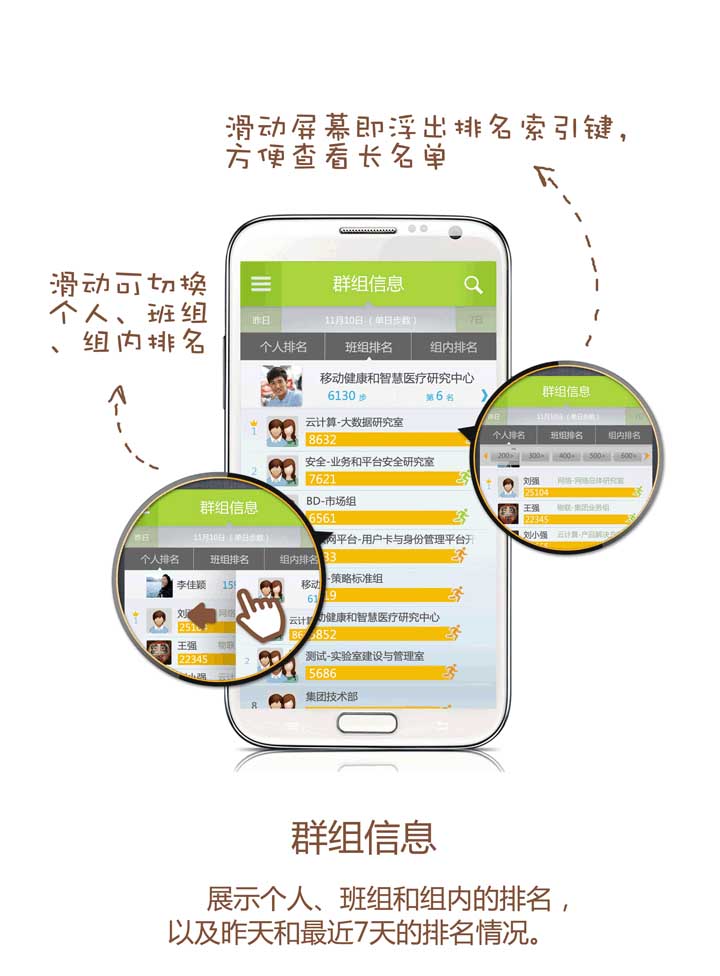 滑动屏幕即浮出排名索引键，
方便查看长名单
滑动可切换
个人、班组
、组内排名
群组信息
昨日
11月10日（单日步数）
7日
个人排名
班组排名
组内排名
移动健康和智慧医疗研究中心
6130 步
第 6 名
1
云计算-大数据研究室
8632
2
安全-业务和平台安全研究室
7621
BD-市场组
6561
网平台-用户卡与身份管理平台开
6333
-策略标准组
健康和智慧医疗研究中心
5852
测试-实验室建设与管理室
5686
8
集团技术部
群组信息
11月10日（单日步数）
7日
个人排名
班组排名
组内排名
200>
300>
400>
500>
600>
1
刘强
网络-网络总体研究室
25104
王强
物联-集团业务组
22345
刘小强
云计算-产品解决方
群组信息
昨日
11月10日（单日步数）
个人排名
班组排名
组内排名
李佳颖
159
移动
61
1
刘
网络
2510
云计算
86
王强
物联
22345
2
刘小强
云计
群组信息
展示个人、班组和组内的排名，
以及昨天和最近7天的排名情况。